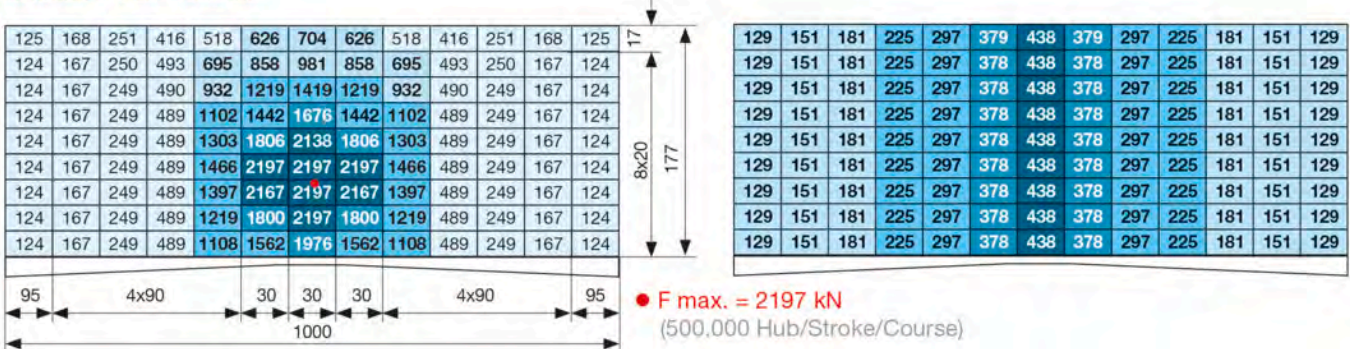 125 168 251 416 518 626 704 626 518 416 251 168 125
124 167 250 493 695 858 981 858 695 493 250 167 124
124 167 249 490 932 1219 1419 1219 932 490 249 167 124
124 167 249 489 1102 1442 1676 1442 1102 489 249 167 124
124 167 249 489 1303 1806 2138 1806 1303 489 249 167 124
124 167 249 489 1466 2197 2197 2197 1466 489 249 167 124
124 167 249 489 1397 2167 2197 2167 1397 489 249 167 124
124 167 249 489 1219 1800 2197 1800 1219 489 249 167 124
124 167 249 489 1108 1562 1976 1562 1108 489 249 167 124
17
8x20
177
95 4x90 30 30 30 4x90 95
1000
129 151 181 225 297 379 438 379 297 225 181 151 129
129 151 181 225 297 378 438 378 297 225 181 151 129
129 151 181 225 297 378 438 378 297 225 181 151 129
129 151 181 225 297 378 438 378 297 225 181 151 129
129 151 181 225 297 378 438 378 297 225 181 151 129
129 151 181 225 297 378 438 378 297 225 181 151 129
129 151 181 225 297 378 438 378 297 225 181 151 129
129 151 181 225 297 378 438 378 297 225 181 151 129
129 151 181 225 297 378 438 378 297 225 181 151 129
F max. = 2197 kN
(500.000 Hub/Stroke/Course)